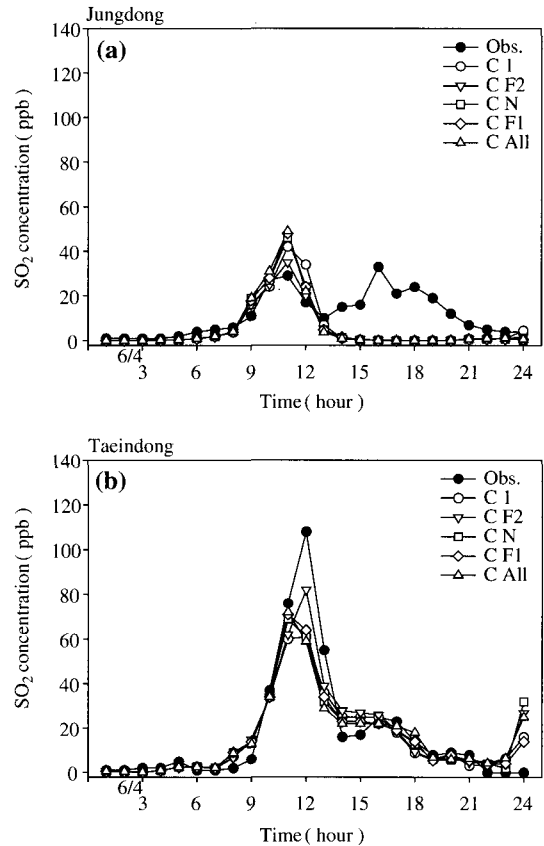 Jungdong
(a)
Obs.
C 1
C F2
C N
C F1
C All
SO2 concentration ( ppb )
140
120
100
80
60
40
20
0
6/4
3 6 9 12 15 18 21 24
Time ( hour )
Taeindong
(b)
Obs.
C 1
C F2
C N
C F1
C All
SO2 concentration ( ppb )
140
120
100
80
60
40
20
0
6/4
3 6 9 12 15 18 21 24
Time ( hour )